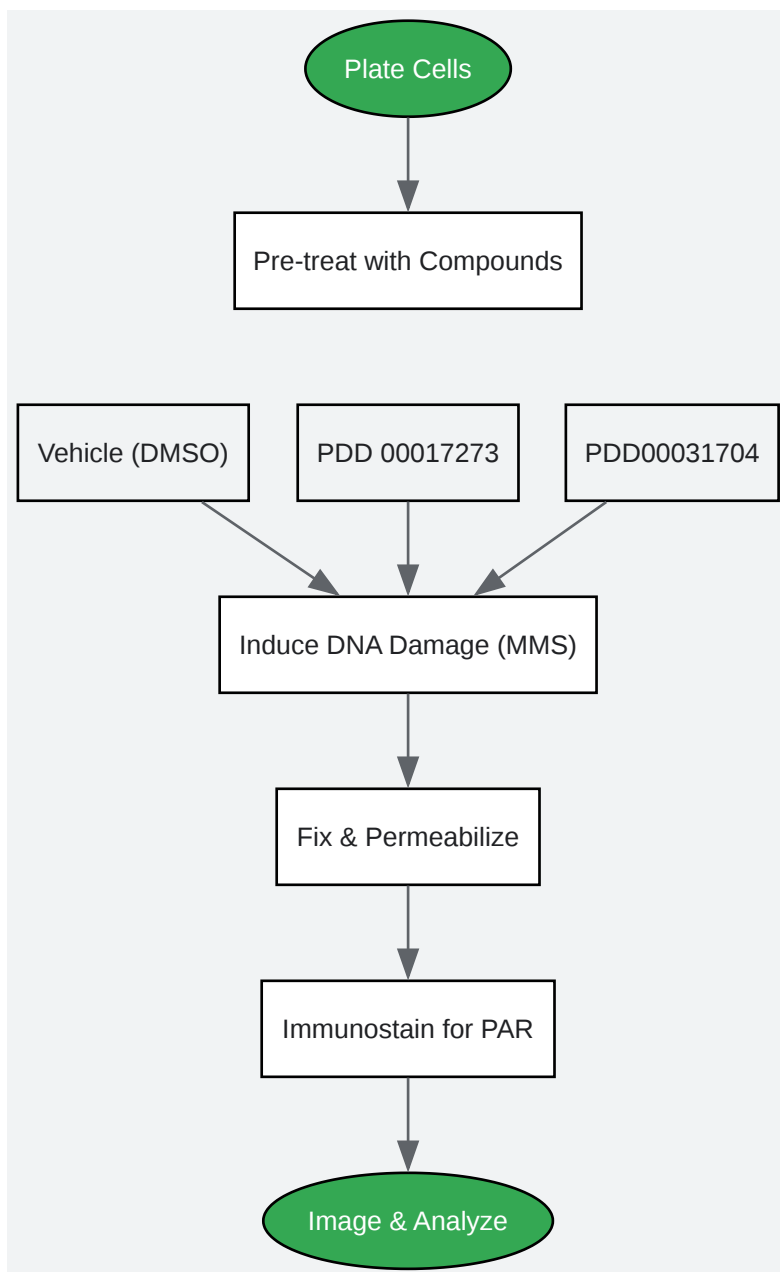 Plate Cells
Pre-treat with Compounds
Vehicle (DMSO)
PDD 00017273
PDD00031704
Induce DNA Damage (MMS)
Fix & Permeabilize
Immunostain for PAR
Image & Analyze